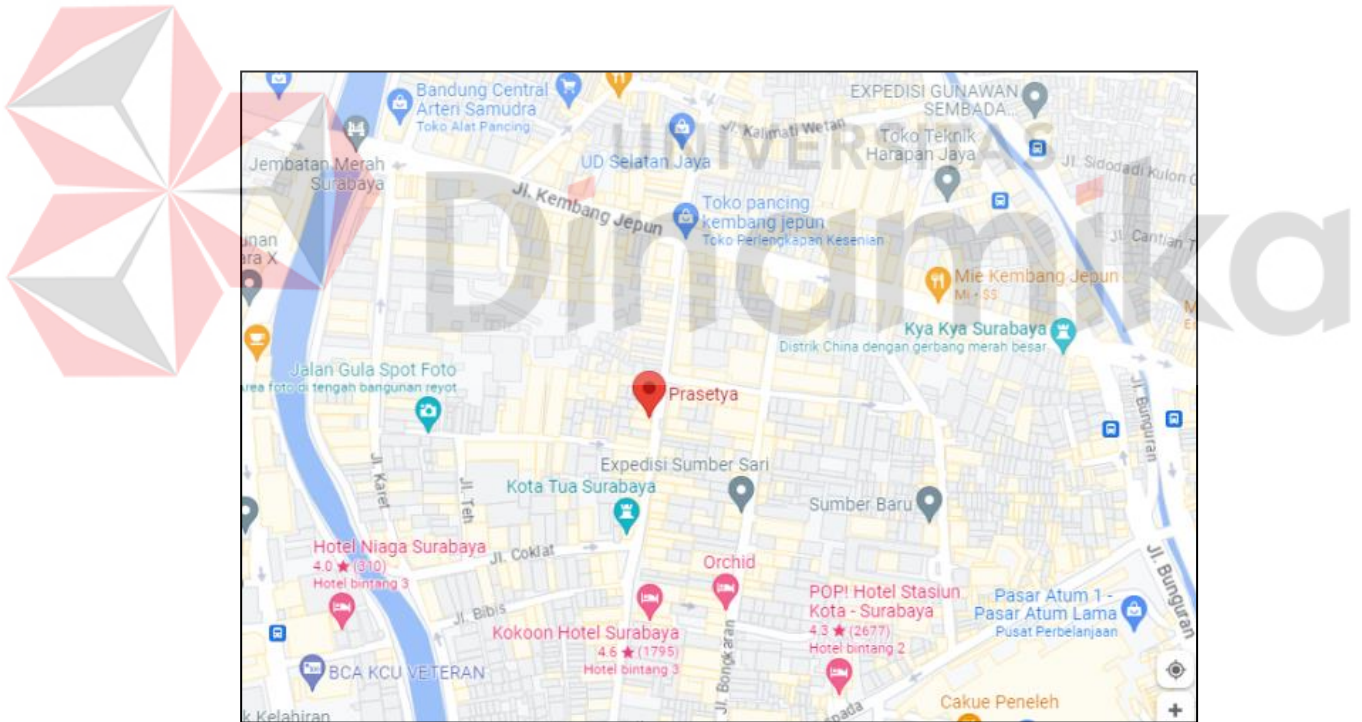 UNIVERSITAS
Dinamika
Bandung Central
Arteri Samudra
Toko Alat Pancing
EXPEDISI GUNAWAN
SEMBADA...
Jl. Kalimati Wetan
Toko Teknik
Harapan Jaya
Jembatan Merah
Surabaya
UD Selatan Jaya
Jl. Sidodadi Kulon
Jl. Kembang Jepun
Toko pancing
kembang jepun
Toko Perlengkapan Kesenian
Jl. Cantian
unan
ara X
Mie Kembang Jepun
Mi • $$
Kya Kya Surabaya
Distrik China dengan gerbang merah besar
Jalan Gula Spot Foto
area foto di tengah bangunan reyot
Prasetya
Jl. Bunguran
Expedisi Sumber Sari
Jl. Karet
Jl. Teh
Kota Tua Surabaya
Sumber Baru
Hotel Niaga Surabaya
4.0 ★ (310)
Hotel bintang 3
Jl. Coklat
Orchid
Jl. Bunguran
POP! Hotel Stasiun
Kota - Surabaya
4.3 ★ (2677)
Hotel bintang 2
Pasar Atum 1 -
Pasar Atum Lama
Pusat Perbelanjaan
Jl. Bibis
Kokoon Hotel Surabaya
4.6 ★ (1795)
Hotel bintang 3
Jl. Bongkaran
BCA KCU VETERAN
Cakue Peneleh
k Kelahiran
pada